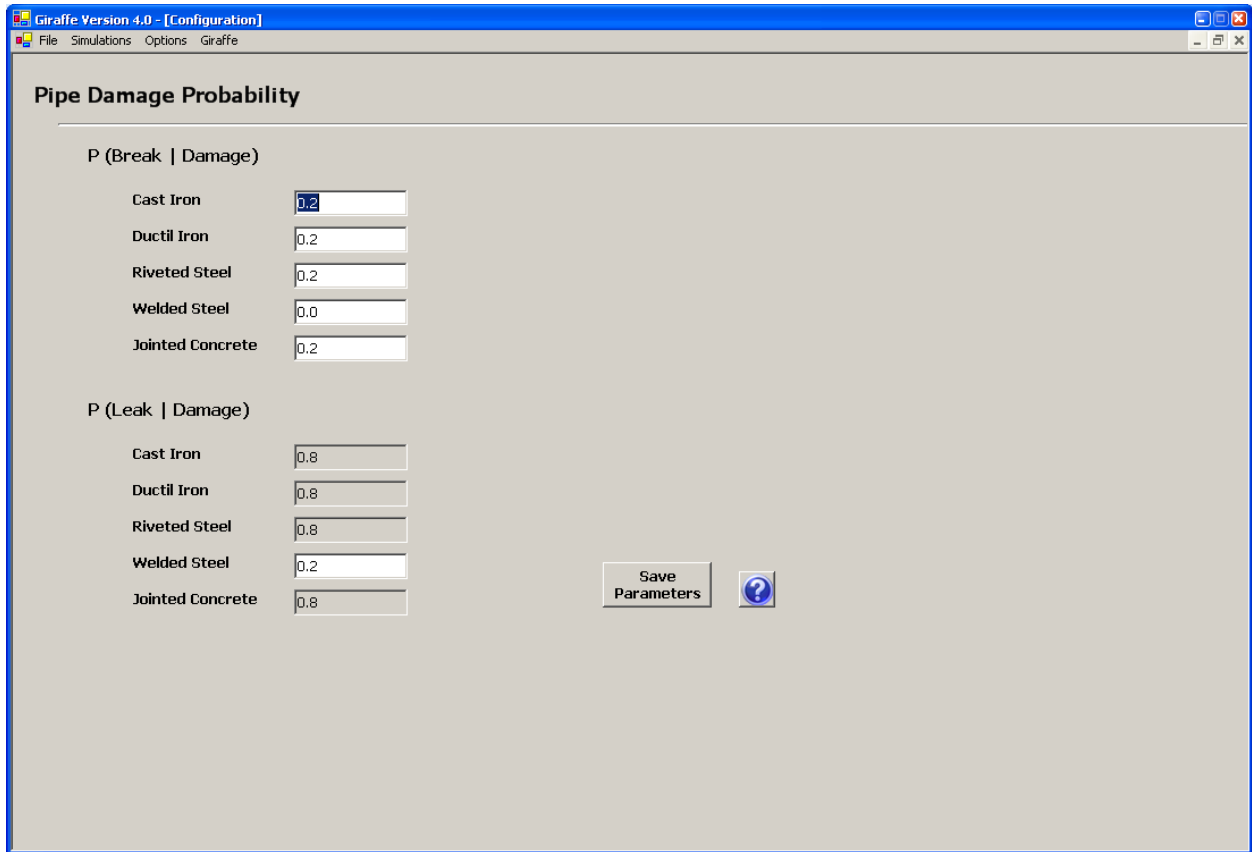 Giraffe Version 4.0 - [Configuration]
File Simulations Options Giraffe
Pipe Damage Probability
P (Break | Damage)
Cast Iron 0.2
Ductil Iron 0.2
Riveted Steel 0.2
Welded Steel 0.0
Jointed Concrete 0.2
P (Leak | Damage)
Cast Iron 0.8
Ductil Iron 0.8
Riveted Steel 0.8
Welded Steel 0.2
Jointed Concrete 0.8
Save
Parameters
?